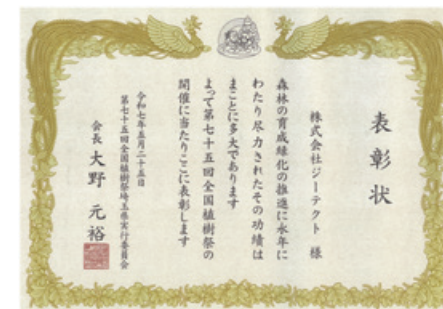 表彰状
株式会社ジーテクト 様
森林の育成緑化の推進に永年に
わたり尽力されたその功績は
まことに多大であります
よって第七十五回全国植樹祭の
開催に当たりここに表彰します
令和七年五月二十五日
第七十五回全国植樹祭埼玉県実行委員会
会長 大野 元裕